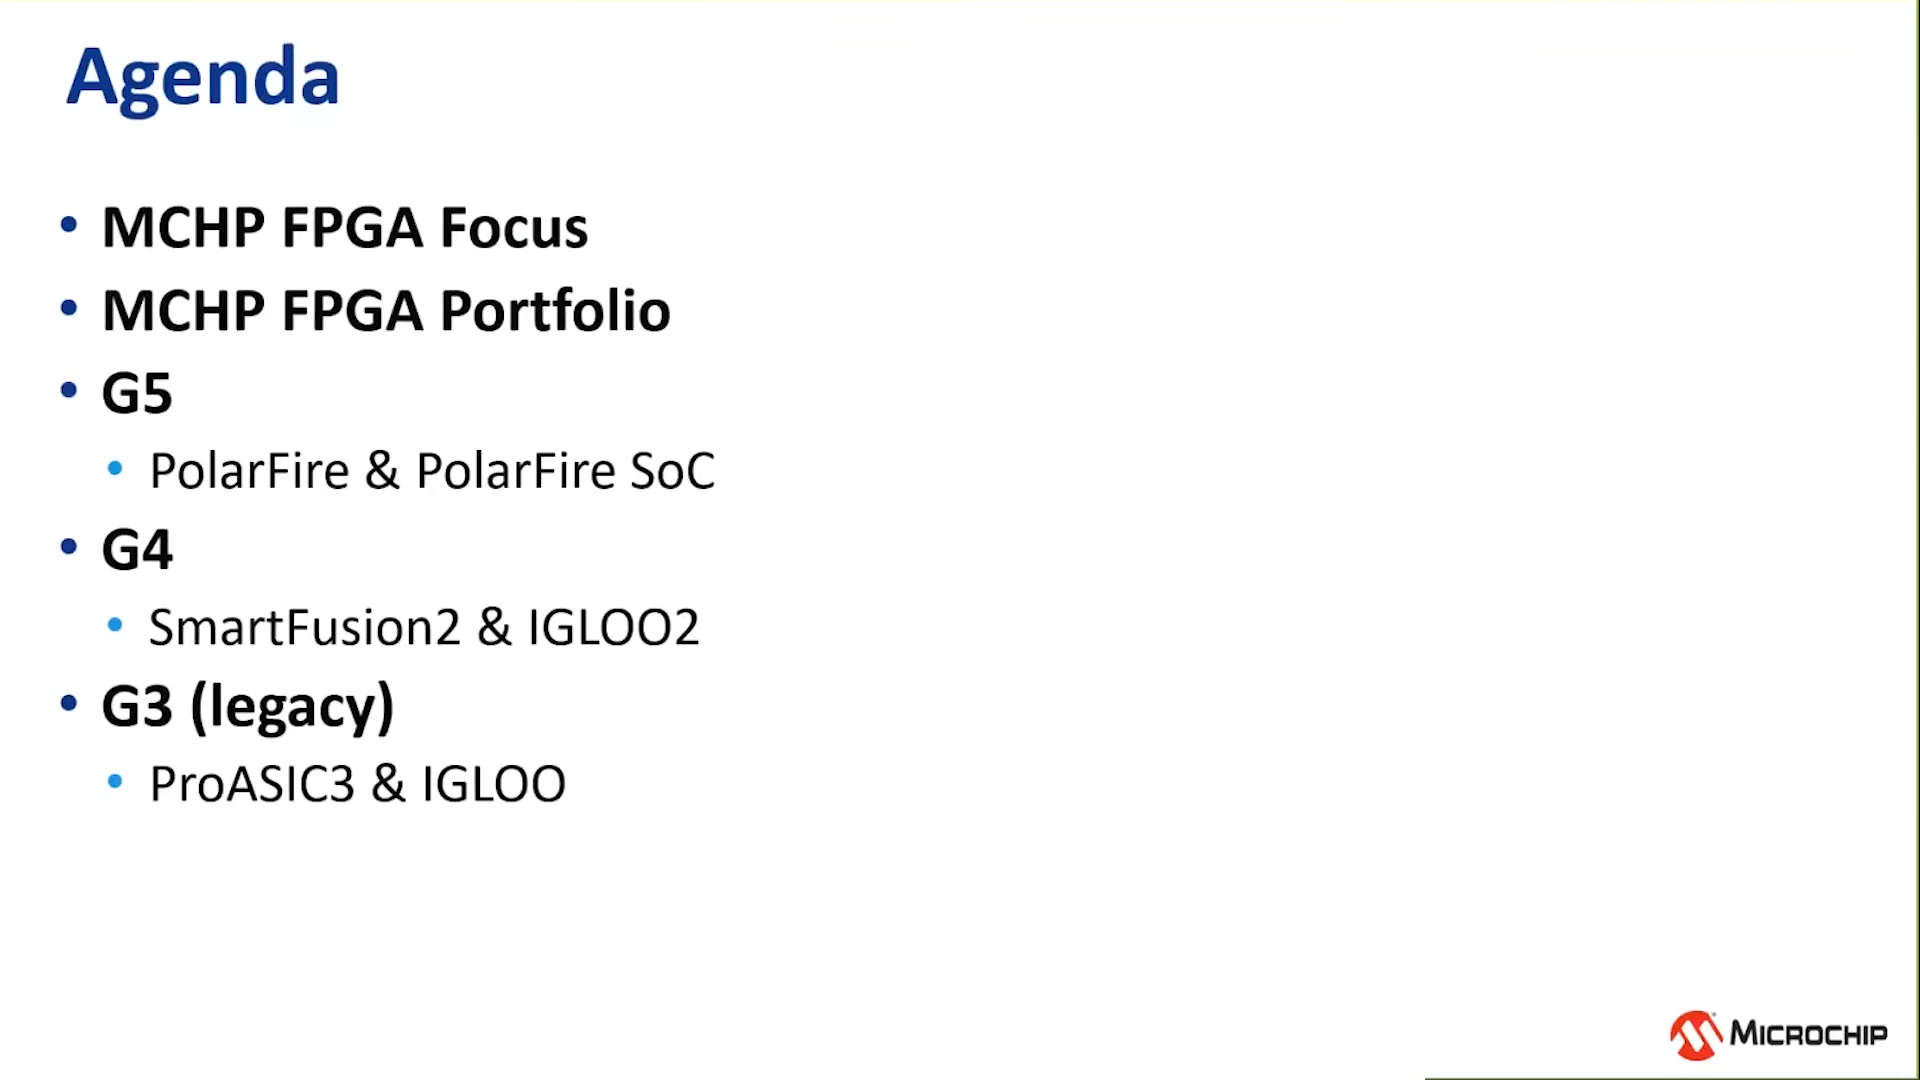 Agenda
• MCHP FPGA Focus
• MCHP FPGA Portfolio
• G5
• PolarFire & PolarFire SoC
• G4
• SmartFusion2 & IGLOO2
• G3 (legacy)
• ProASIC3 & IGLOO
MICROCHIP